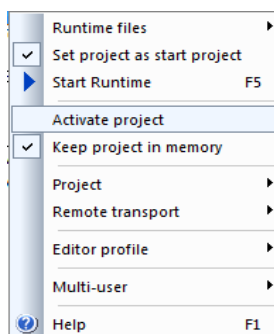 Runtime files
Set project as start project
Start Runtime F5
Activate project
Keep project in memory
Project
Remote transport
Editor profile
Multi-user
Help F1